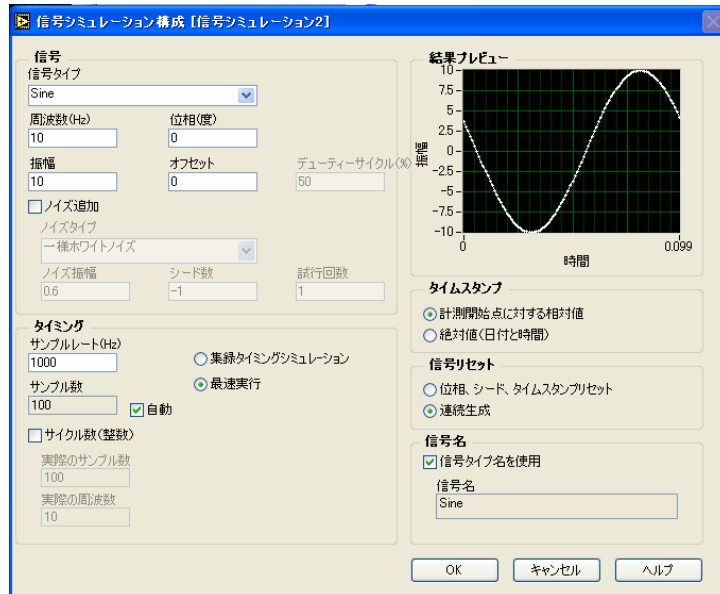 信号シミュレーション構成 [信号シミュレーション2]
信号
信号タイプ
Sine
周波数(Hz)
位相(度)
10
0
振幅
オフセット
デューティーサイクル(%)
10
0
50
ノイズ追加
ノイズタイプ
一様ホワイトノイズ
ノイズ振幅
シード数
試行回数
0.6
-1
1
タイミング
サンプルレート(Hz)
1000
集録タイミングシミュレーション
サンプル数
最速実行
100
自動
サイクル数(整数)
実際のサンプル数
100
実際の周波数
10
結果プレビュー
10
7.5
5
2.5
0
-2.5
-5
-7.5
-10
振幅
0
0.099
時間
タイムスタンプ
計測開始点に対する相対値
絶対値(日付と時間)
信号リセット
位相、シード、タイムスタンプリセット
連続生成
信号名
信号タイプ名を使用
信号名
Sine
OK
キャンセル
ヘルプ